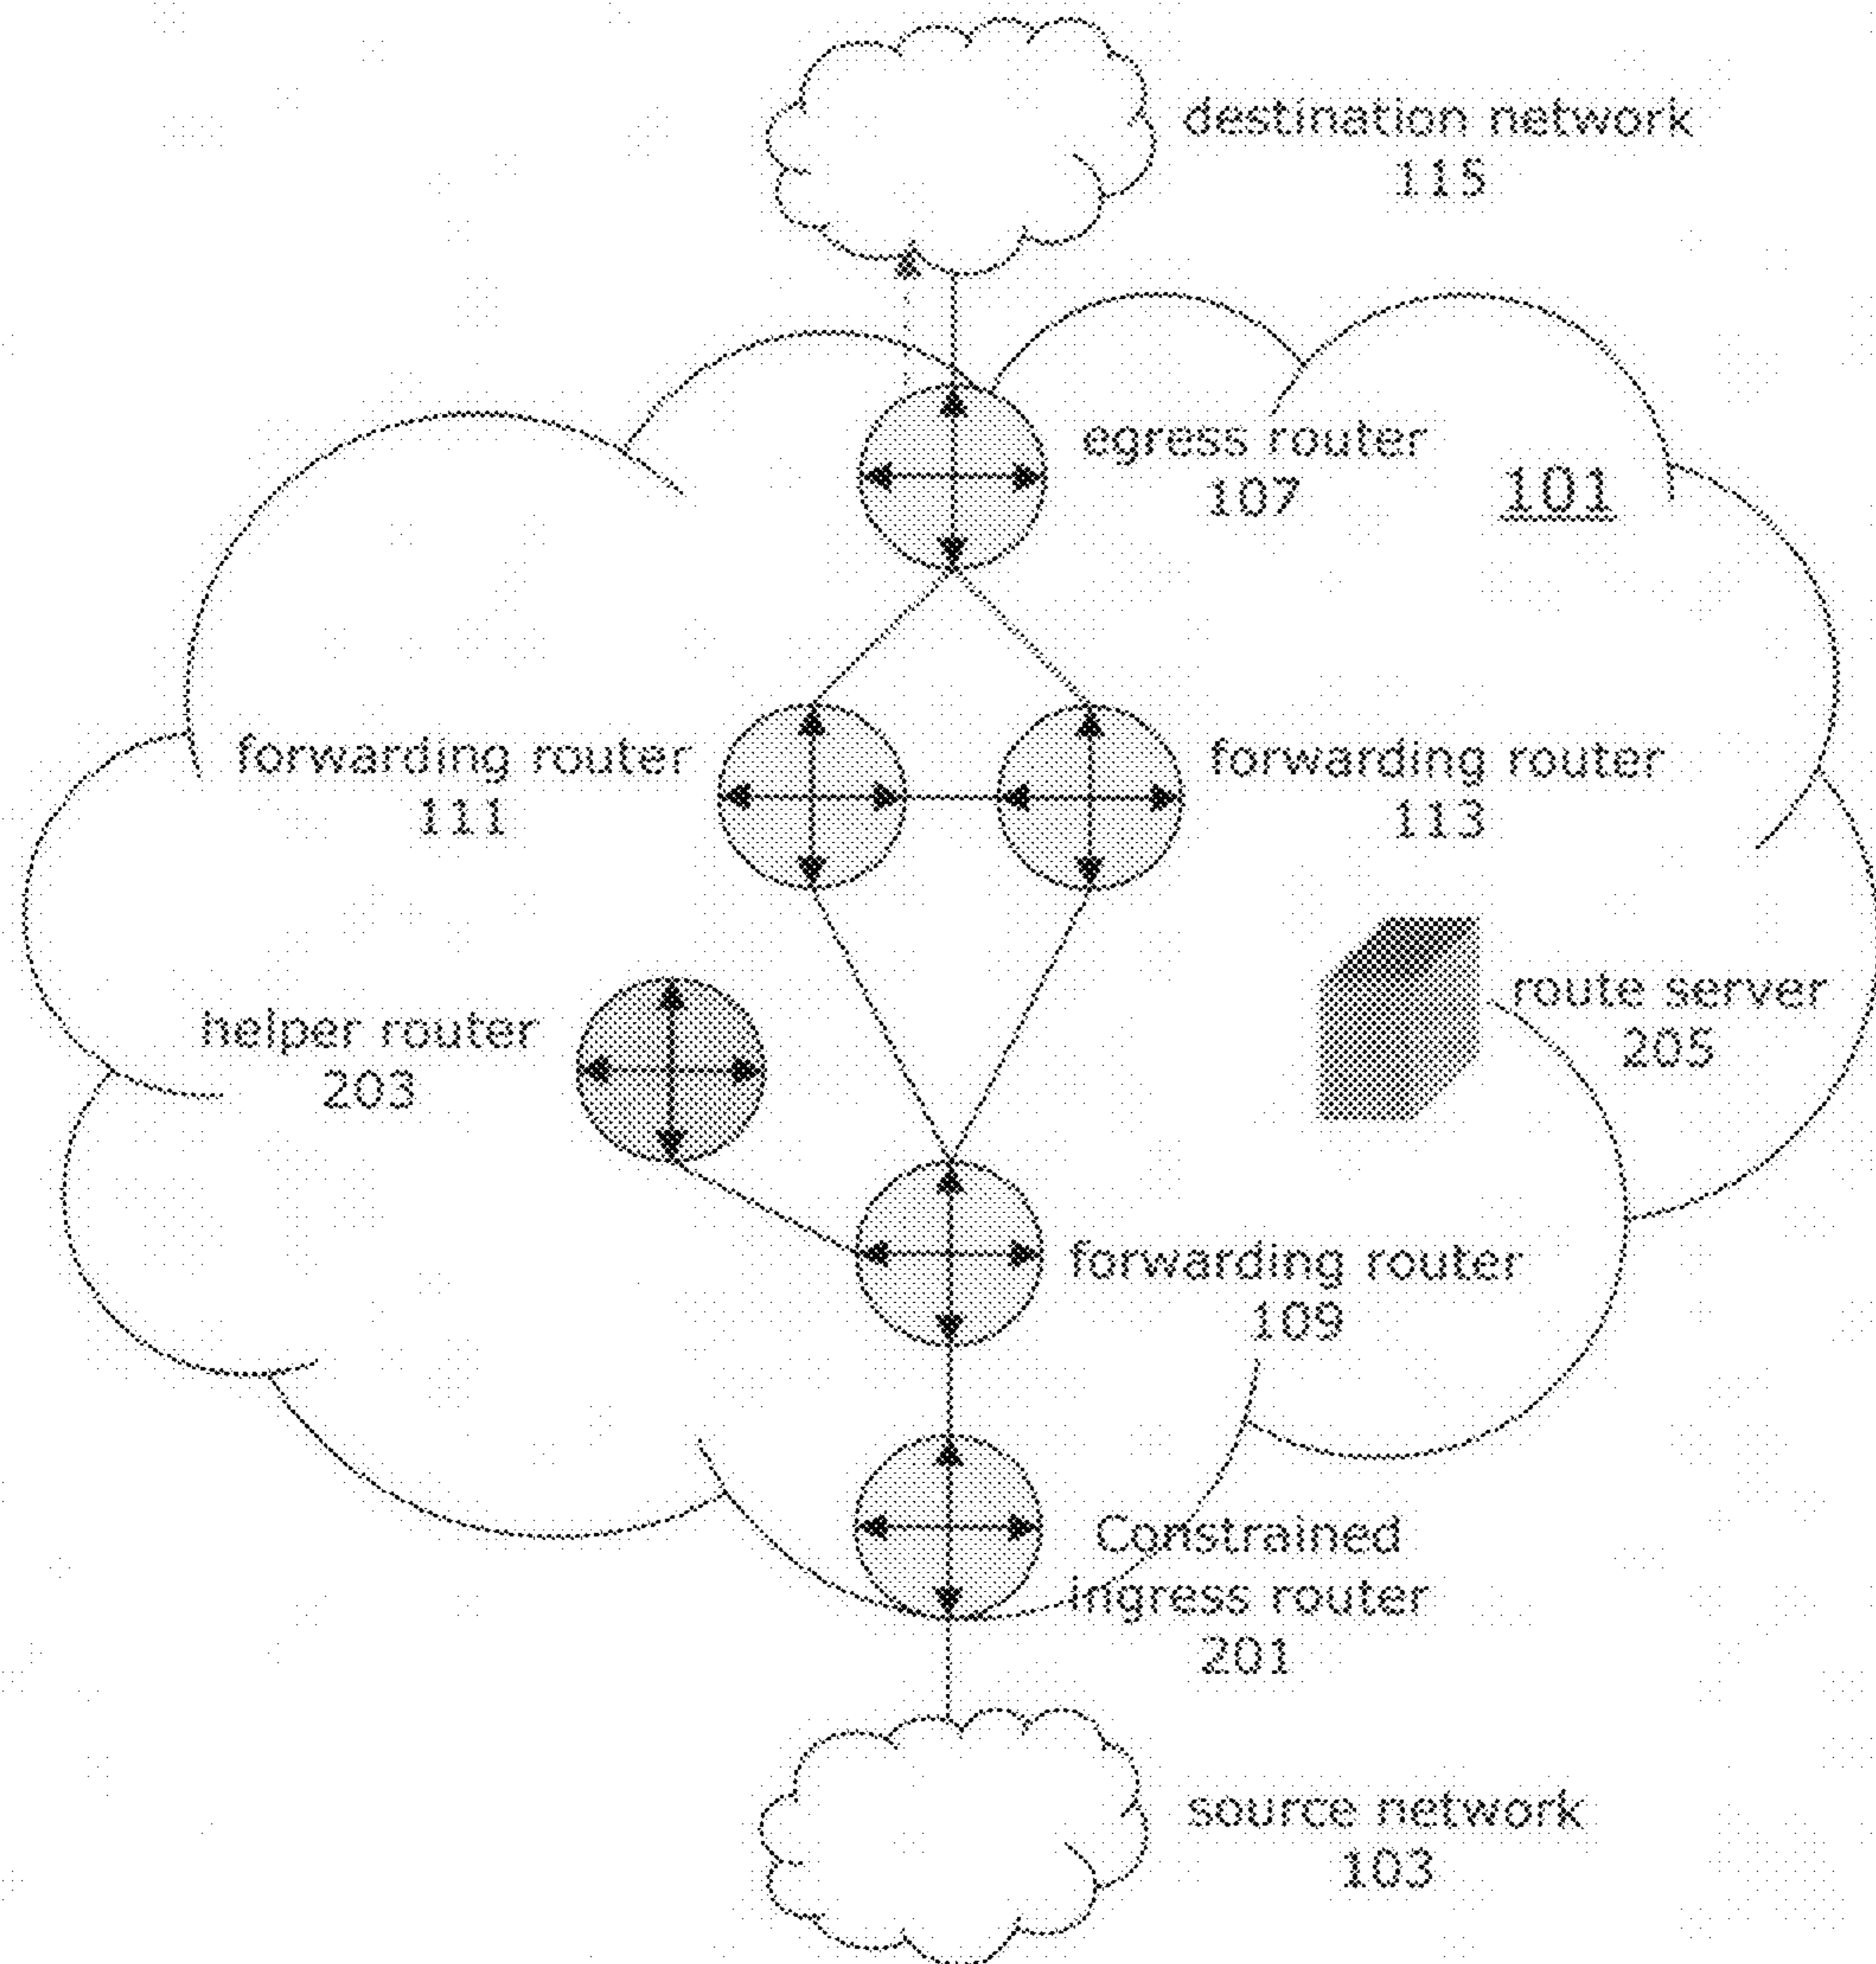 destination network
115
egress router
107
101
forwarding router
111
forwarding router
113
route server
205
helper router
203
forwarding router
109
Constrained
ingress router
201
source network
103